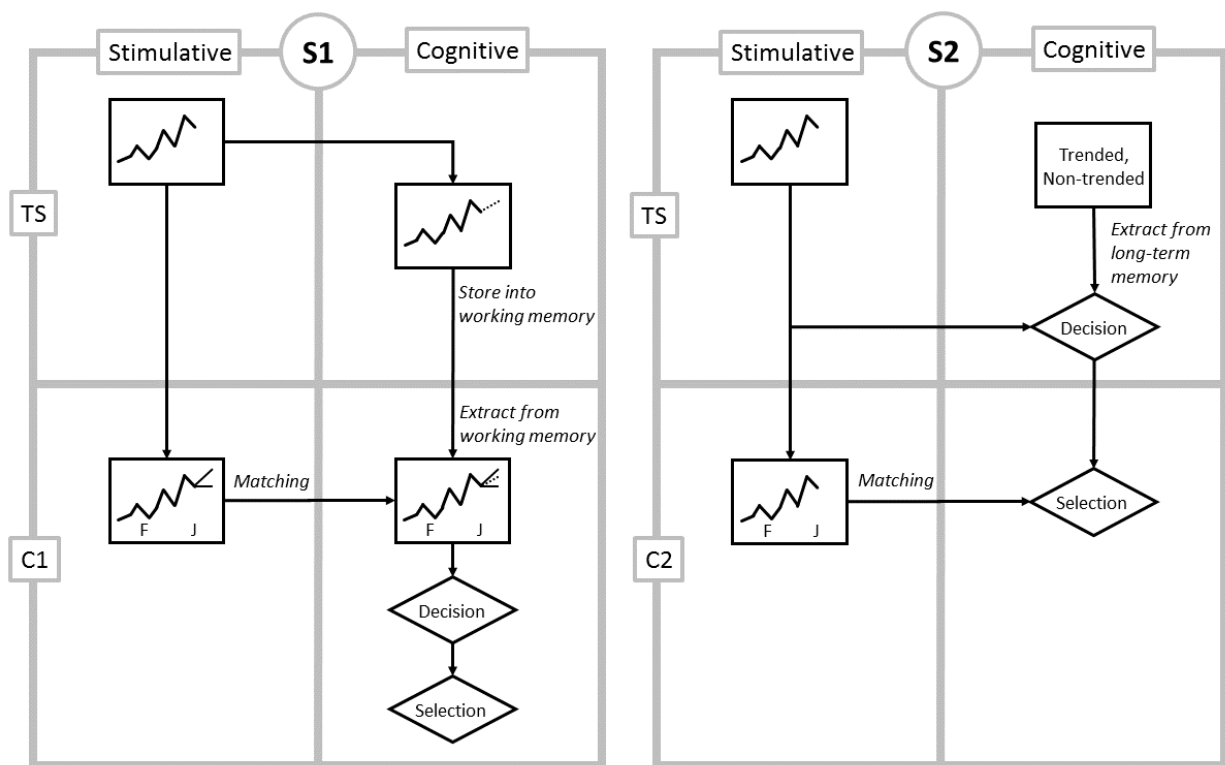 Stimulative
S1
Cognitive
TS
Store into
working memory
Extract from
working memory
Matching
F J
F J
C1
Decision
Selection
Stimulative
S2
Cognitive
Trended,
Non-trended
TS
Extract from
long-term
memory
Decision
Matching
F J
Selection
C2